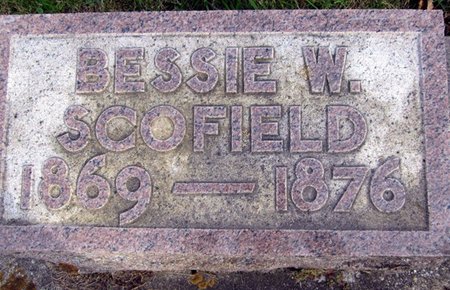 BESSIE W.
SCOFIELD
1869 — 1876